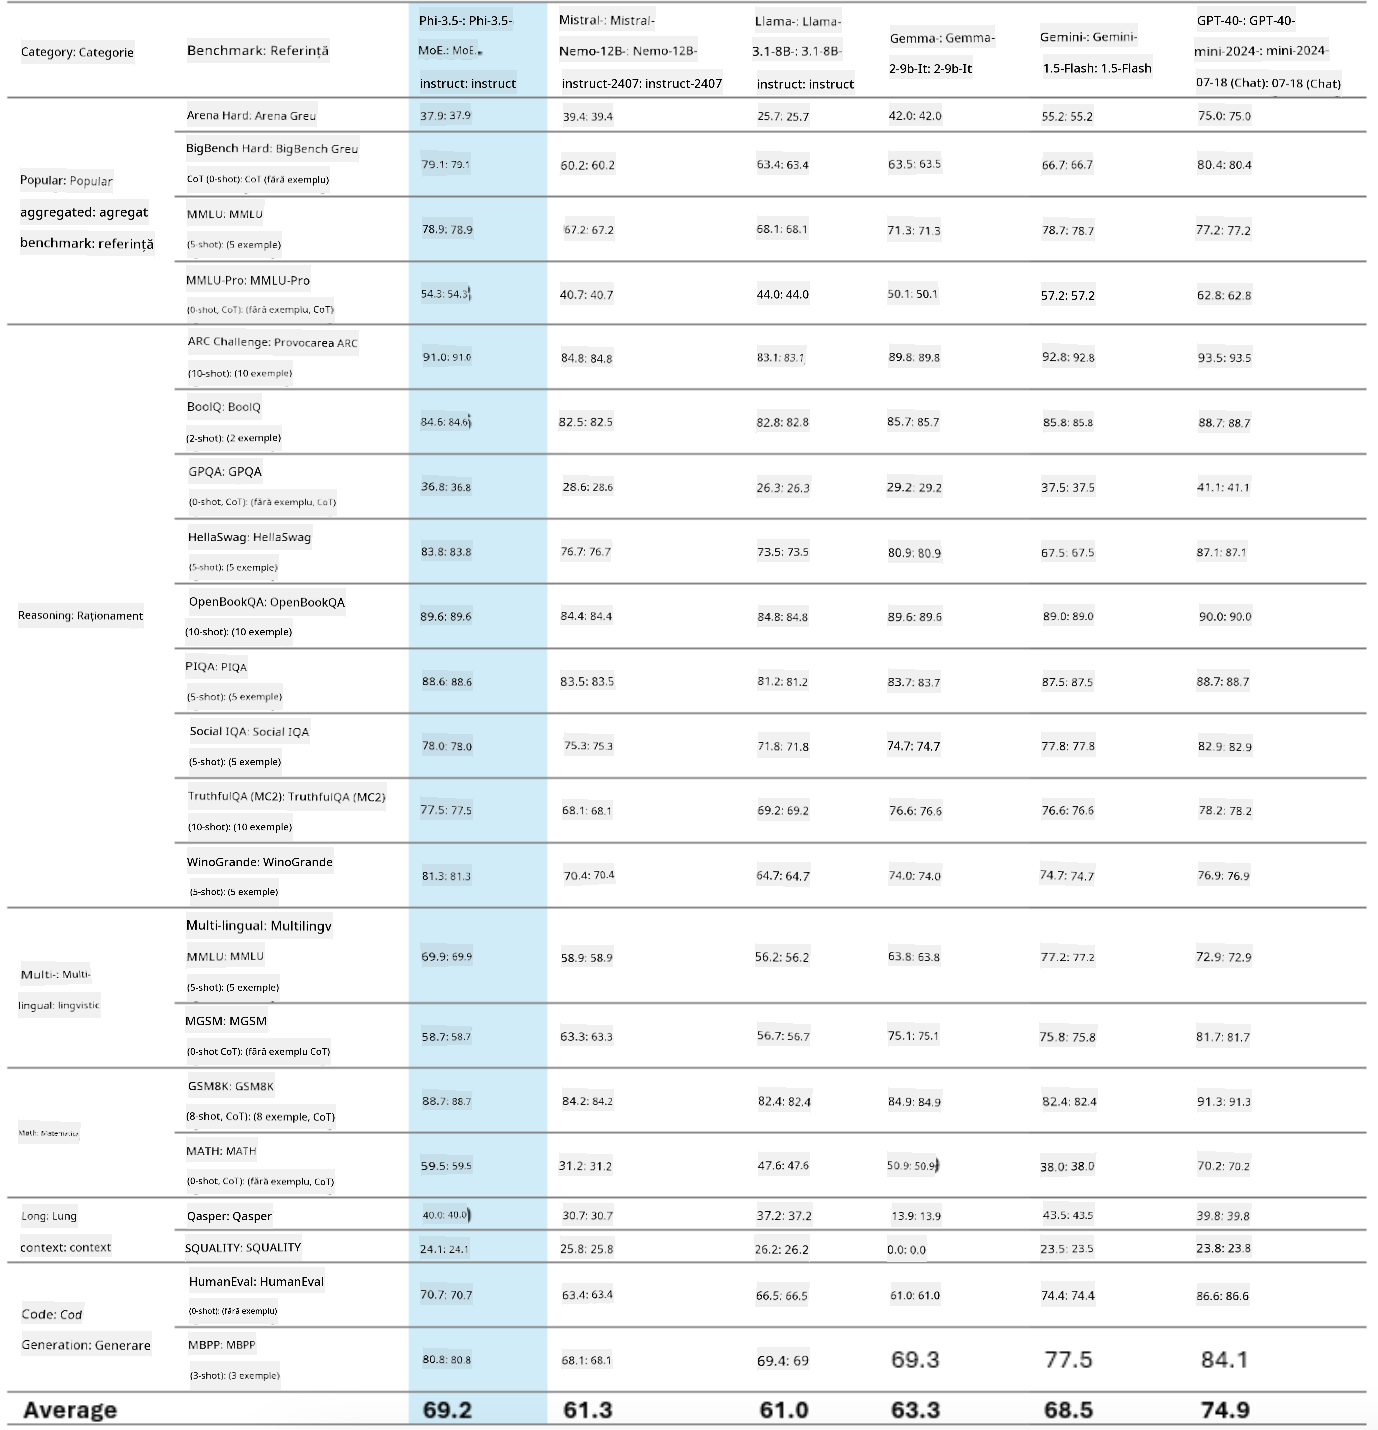 Category: Categorie
Benchmark: Referință
Phi-3.5-: Phi-3.5-
MoE.: MoE.
instruct: instruct
Mistral-: Mistral-
Nemo-12B-: Nemo-12B-
instruct-2407: instruct-2407
Llama-: Llama-
3.1-8B-: 3.1-8B-
instruct: instruct
Gemma-: Gemma-
2-9b-It: 2-9b-It
Gemini-: Gemini-
1.5-Flash: 1.5-Flash
GPT-40-: GPT-40-
mini-2024-: mini-2024-
07-18 (Chat): 07-18 (Chat)
Popular: Popular
aggregated: agregat
benchmark: referință
Arena Hard: Arena Greu
37.9: 37.9
39.4: 39.4
25.7: 25.7
42.0: 42.0
55.2: 55.2
75.0: 75.0
BigBench Hard: BigBench Greu
CoT (0-shot): CoT (fără exemplu)
79.1: 79.1
60.2: 60.2
63.4: 63.4
63.5: 63.5
66.7: 66.7
80.4: 80.4
MMLU: MMLU
(5-shot): (5 exemple)
78.9: 78.9
67.2: 67.2
68.1: 68.1
71.3: 71.3
78.7: 78.7
77.2: 77.2
MMLU-Pro: MMLU-Pro
(0-shot, CoT): (fără exemplu, CoT)
54.3: 54.3
40.7: 40.7
44.0: 44.0
50.1: 50.1
57.2: 57.2
62.8: 62.8
Reasoning: Raționament
ARC Challenge: Provocarea ARC
(10-shot): (10 exemple)
91.0: 91.0
84.8: 84.8
83.1: 83.1
89.8: 89.8
92.8: 92.8
93.5: 93.5
BoolQ: BoolQ
(2-shot): (2 exemple)
84.6: 84.6
82.5: 82.5
82.8: 82.8
85.7: 85.7
85.8: 85.8
88.7: 88.7
GPQA: GPQA
(0-shot, CoT): (fără exemplu, CoT)
36.8: 36.8
28.6: 28.6
26.3: 26.3
29.2: 29.2
37.5: 37.5
41.1: 41.1
HellaSwag: HellaSwag
(5-shot): (5 exemple)
83.8: 83.8
76.7: 76.7
73.5: 73.5
80.9: 80.9
67.5: 67.5
87.1: 87.1
OpenBookQA: OpenBookQA
(10-shot): (10 exemple)
89.6: 89.6
84.4: 84.4
84.8: 84.8
89.6: 89.6
89.0: 89.0
90.0: 90.0
PIQA: PIQA
(5-shot): (5 exemple)
88.6: 88.6
83.5: 83.5
81.2: 81.2
83.7: 83.7
87.5: 87.5
88.7: 88.7
Social IQA: Social IQA
(5-shot): (5 exemple)
78.0: 78.0
75.3: 75.3
71.8: 71.8
74.7: 74.7
77.8: 77.8
82.9: 82.9
TruthfulQA (MC2): TruthfulQA (MC2)
(10-shot): (10 exemple)
77.5: 77.5
68.1: 68.1
69.2: 69.2
76.6: 76.6
76.6: 76.6
78.2: 78.2
WinoGrande: WinoGrande
(5-shot): (5 exemple)
81.3: 81.3
70.4: 70.4
64.7: 64.7
74.0: 74.0
74.7: 74.7
76.9: 76.9
Multi-: Multi-
lingual: lingvistic
Multi-lingual: Multilingv
MMLU: MMLU
(5-shot): (5 exemple)
69.9: 69.9
58.9: 58.9
56.2: 56.2
63.8: 63.8
77.2: 77.2
72.9: 72.9
MGSM: MGSM
(0-shot CoT): (fără exemplu CoT)
58.7: 58.7
63.3: 63.3
56.7: 56.7
75.1: 75.1
75.8: 75.8
81.7: 81.7
Math: Matematica
GSM8K: GSM8K
(8-shot, CoT): (8 exemple, CoT)
88.7: 88.7
84.2: 84.2
82.4: 82.4
84.9: 84.9
82.4: 82.4
91.3: 91.3
MATH: MATH
(0-shot, CoT): (fără exemplu, CoT)
59.5: 59.5
31.2: 31.2
47.6: 47.6
50.9: 50.9
38.0: 38.0
70.2: 70.2
Long: Lung
context: context
Qasper: Qasper
40.0: 40.0
30.7: 30.7
37.2: 37.2
13.9: 13.9
43.5: 43.5
39.8: 39.8
SQUALITY: SQUALITY
24.1: 24.1
25.8: 25.8
26.2: 26.2
0.0: 0.0
23.5: 23.5
23.8: 23.8
Code: Cod
Generation: Generare
HumanEval: HumanEval
(0-shot): (fără exemplu)
70.7: 70.7
63.4: 63.4
66.5: 66.5
61.0: 61.0
74.4: 74.4
86.6: 86.6
MBPP: MBPP
(3-shot): (3 exemple)
80.8: 80.8
68.1: 68.1
69.4: 69
69.3
77.5
84.1
Average
69.2
61.3
61.0
63.3
68.5
74.9